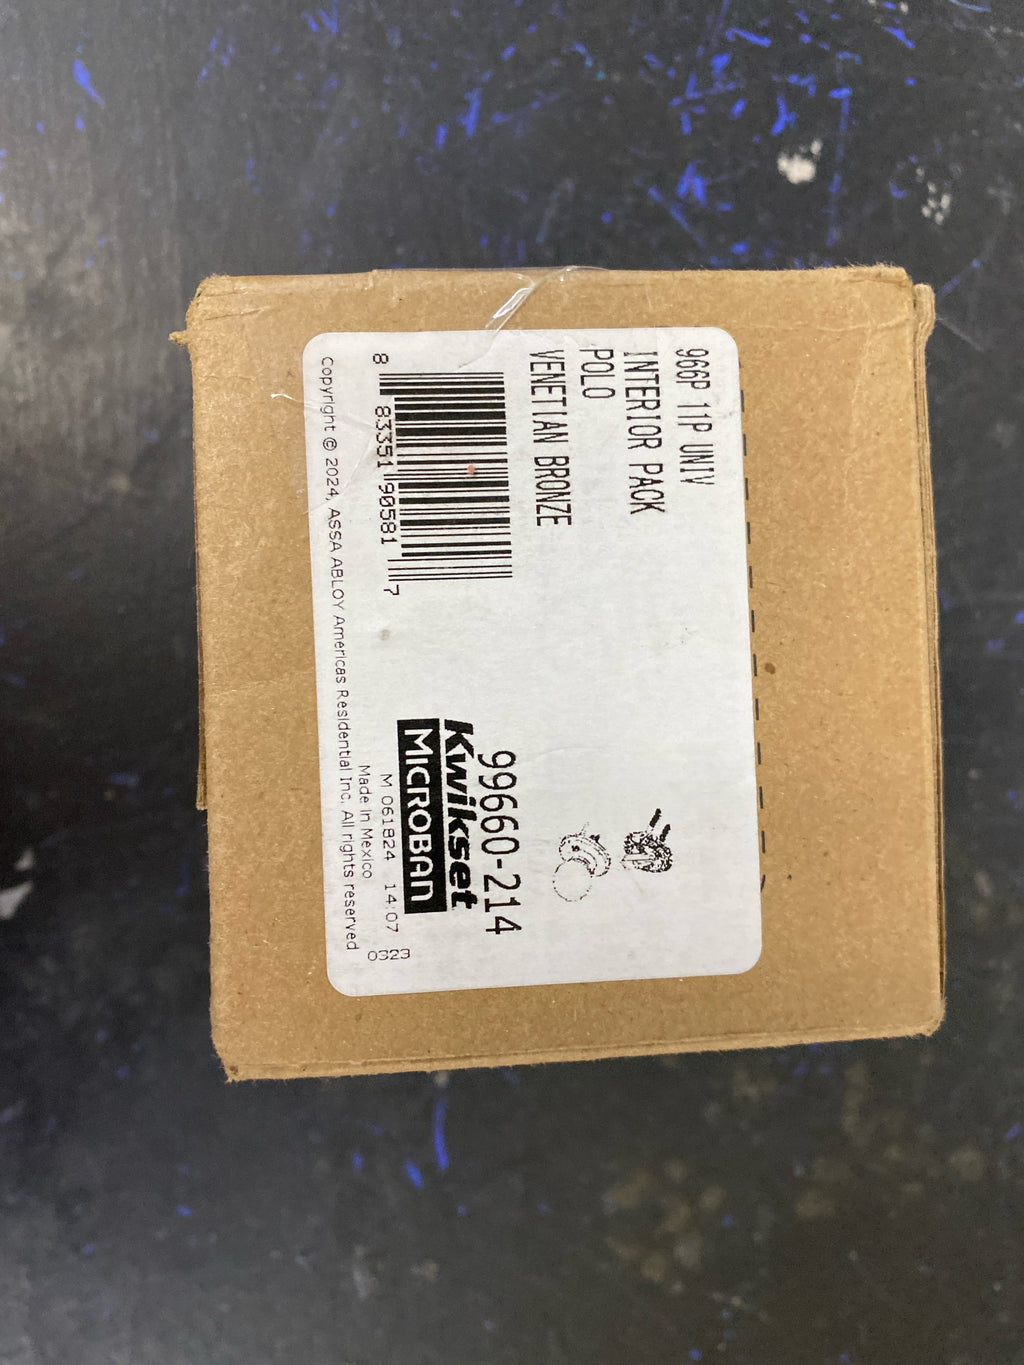 966P 11P UNIV
INTERIOR PACK
POLO
VENETIAN BRONZE
8 83351 90581 7
99660-214
Kwikset
MICROBAN
M 061824 14:07
Made in Mexico
0323
Copyright © 2024, ASSA ABLOY Americas Residential Inc. All rights reserved